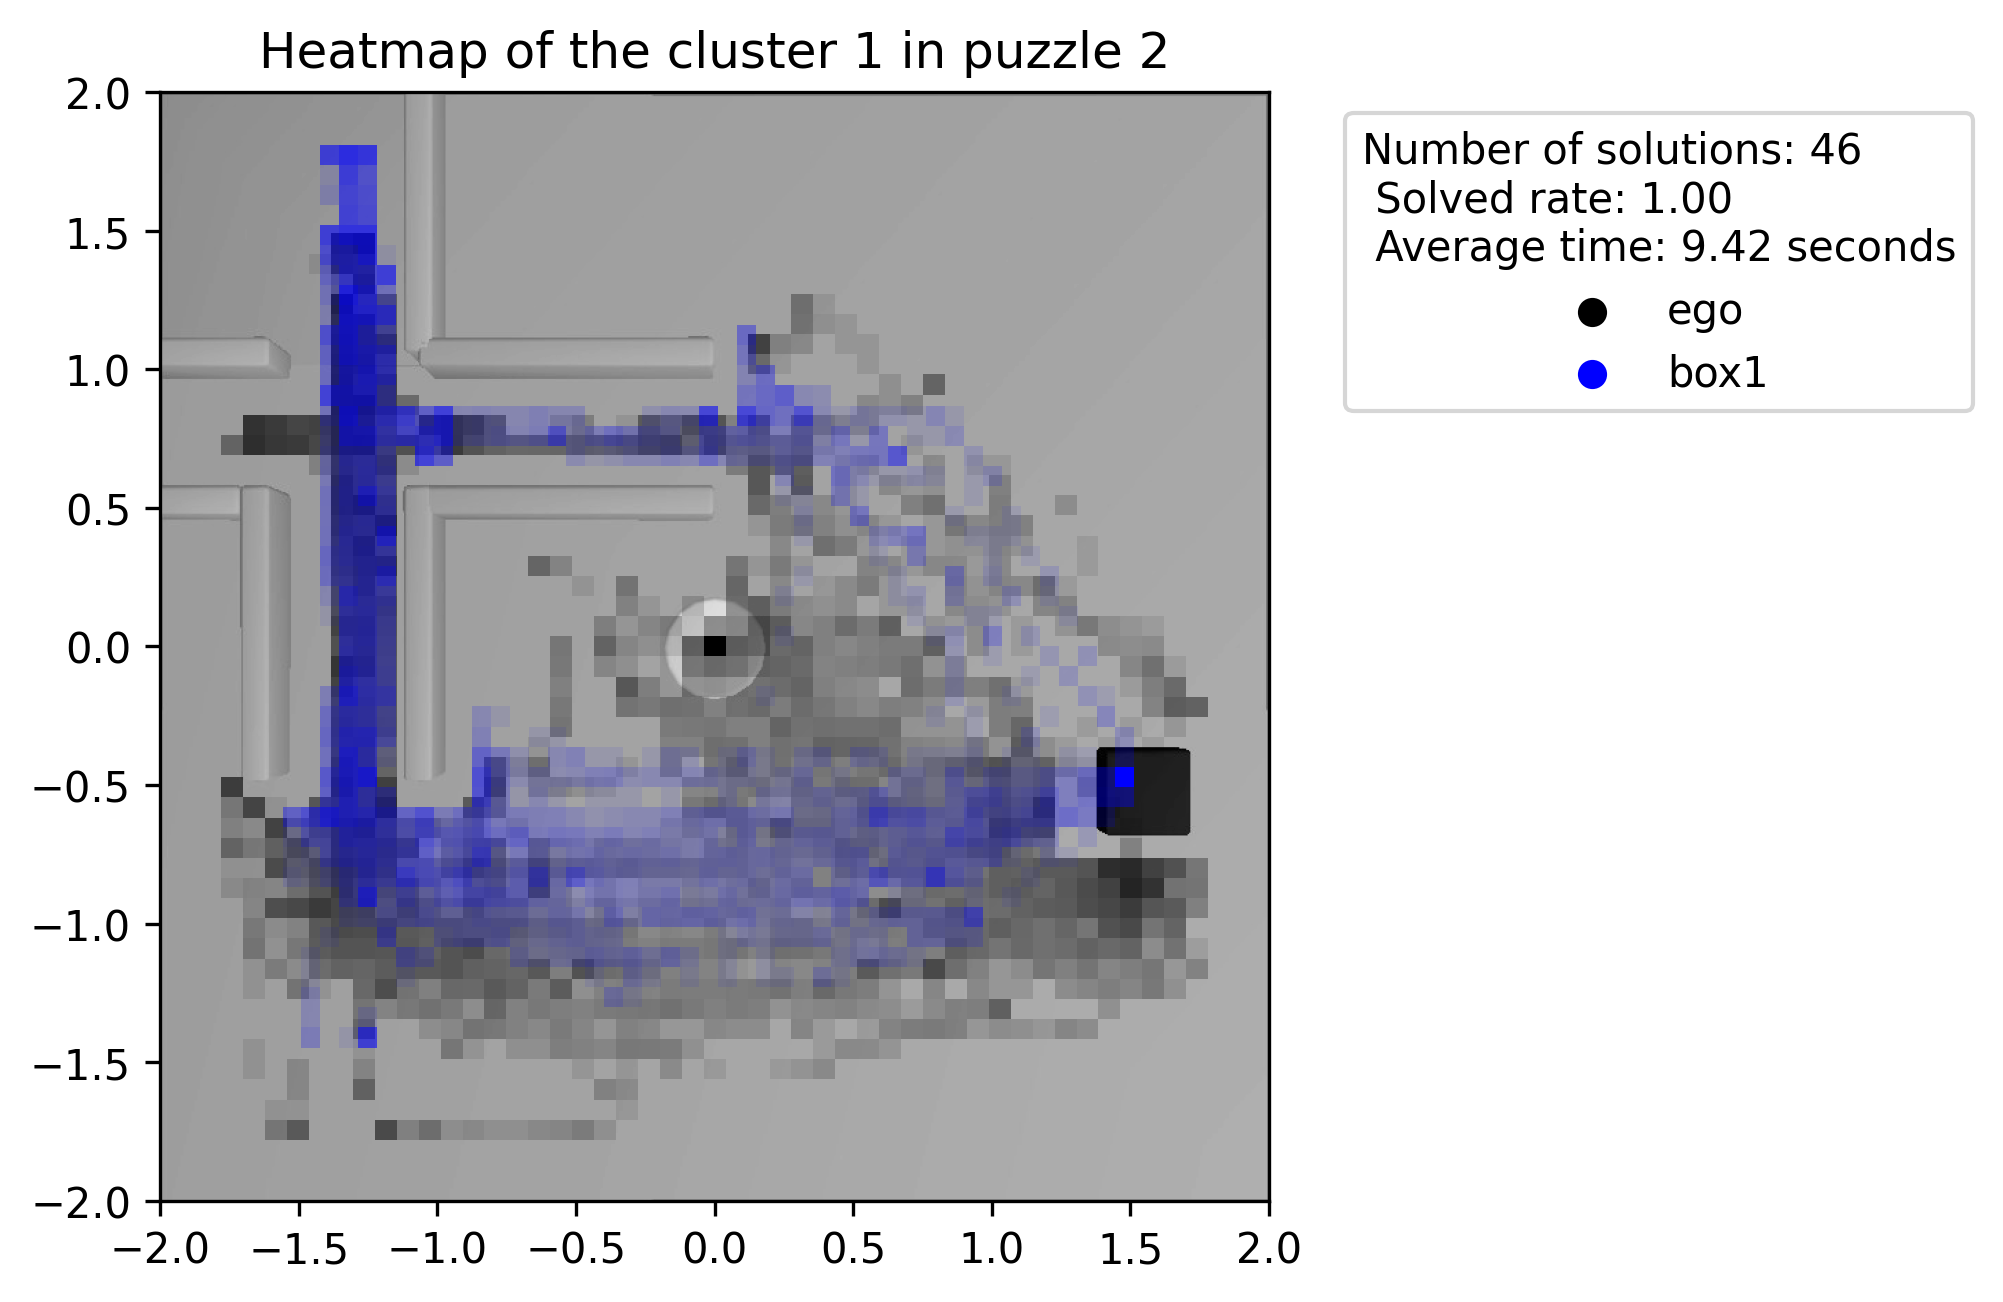 Heatmap of the cluster 1 in puzzle 2
Number of solutions: 46
Solved rate: 1.00
Average time: 9.42 seconds
ego
box1
2.0
1.5
1.0
0.5
0.0
−0.5
−1.0
−1.5
−2.0
−2.0 −1.5 −1.0 −0.5 0.0 0.5 1.0 1.5 2.0